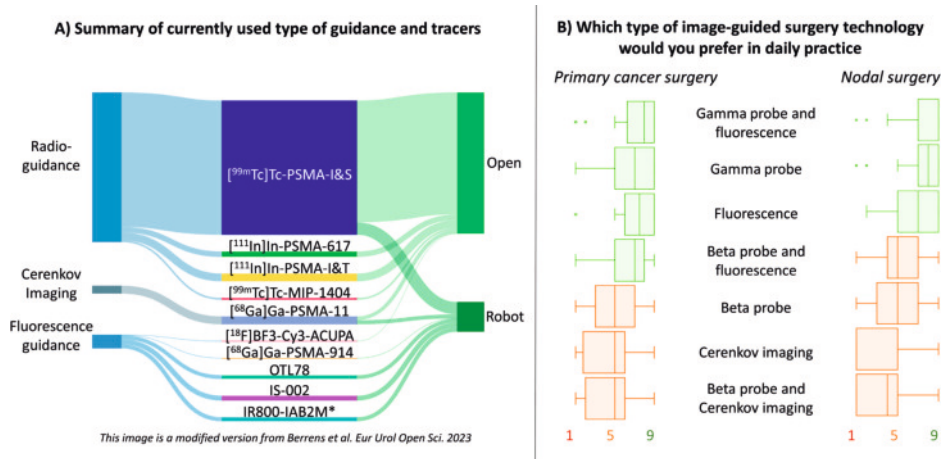 A) Summary of currently used type of guidance and tracers
Radio-
guidance
Cerenkov
Imaging
Fluorescence
guidance
[⁹⁹ᵐTc]Tc-PSMA-I&S
[¹¹¹In]In-PSMA-617
[¹¹¹In]In-PSMA-I&T
[⁹⁹ᵐTc]Tc-MIP-1404
[⁶⁸Ga]Ga-PSMA-11
[¹⁸F]BF3-Cy3-ACUPA
[⁶⁸Ga]Ga-PSMA-914
OTL78
IS-002
IR800-IAB2M*
Open
Robot
This image is a modified version from Berrens et al. Eur Urol Open Sci. 2023
B) Which type of image-guided surgery technology
would you prefer in daily practice
Primary cancer surgery
Nodal surgery
Gamma probe and
fluorescence
Gamma probe
Fluorescence
Beta probe and
fluorescence
Beta probe
Cerenkov imaging
Beta probe and
Cerenkov imaging
1 5 9
1 5 9